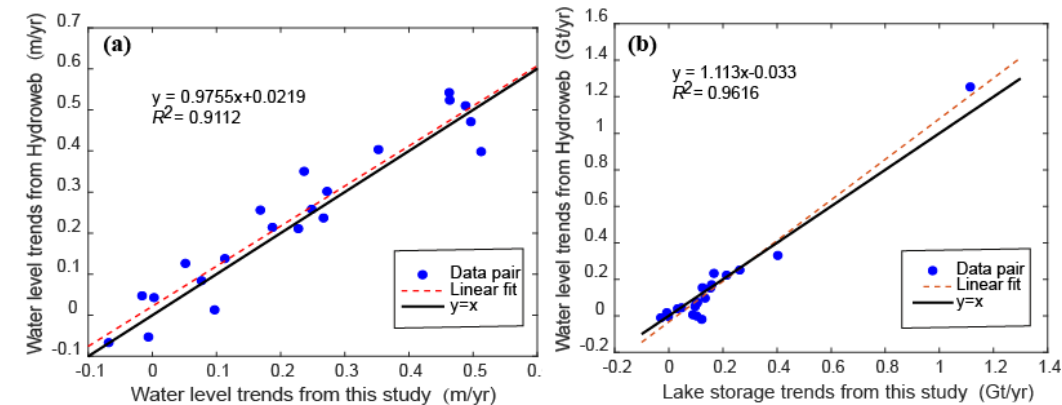 (a)
y = 0.9755x+0.0219
R² = 0.9112
Water level trends from Hydroweb (m/yr)
0.7
0.6
0.5
0.4
0.3
0.2
0.1
0
-0.1
Data pair
Linear fit
y=x
-0.1 0 0.1 0.2 0.3 0.4 0.5 0.
Water level trends from this study (m/yr)
(b)
y = 1.113x-0.033
R² = 0.9616
Water level trends from Hydroweb (Gt/yr)
1.6
1.4
1.2
1
0.8
0.6
0.4
0.2
0
-0.2
Data pair
Linear fit
y=x
-0.2 0 0.2 0.4 0.6 0.8 1 1.2 1.4
Lake storage trends from this study (Gt/yr)